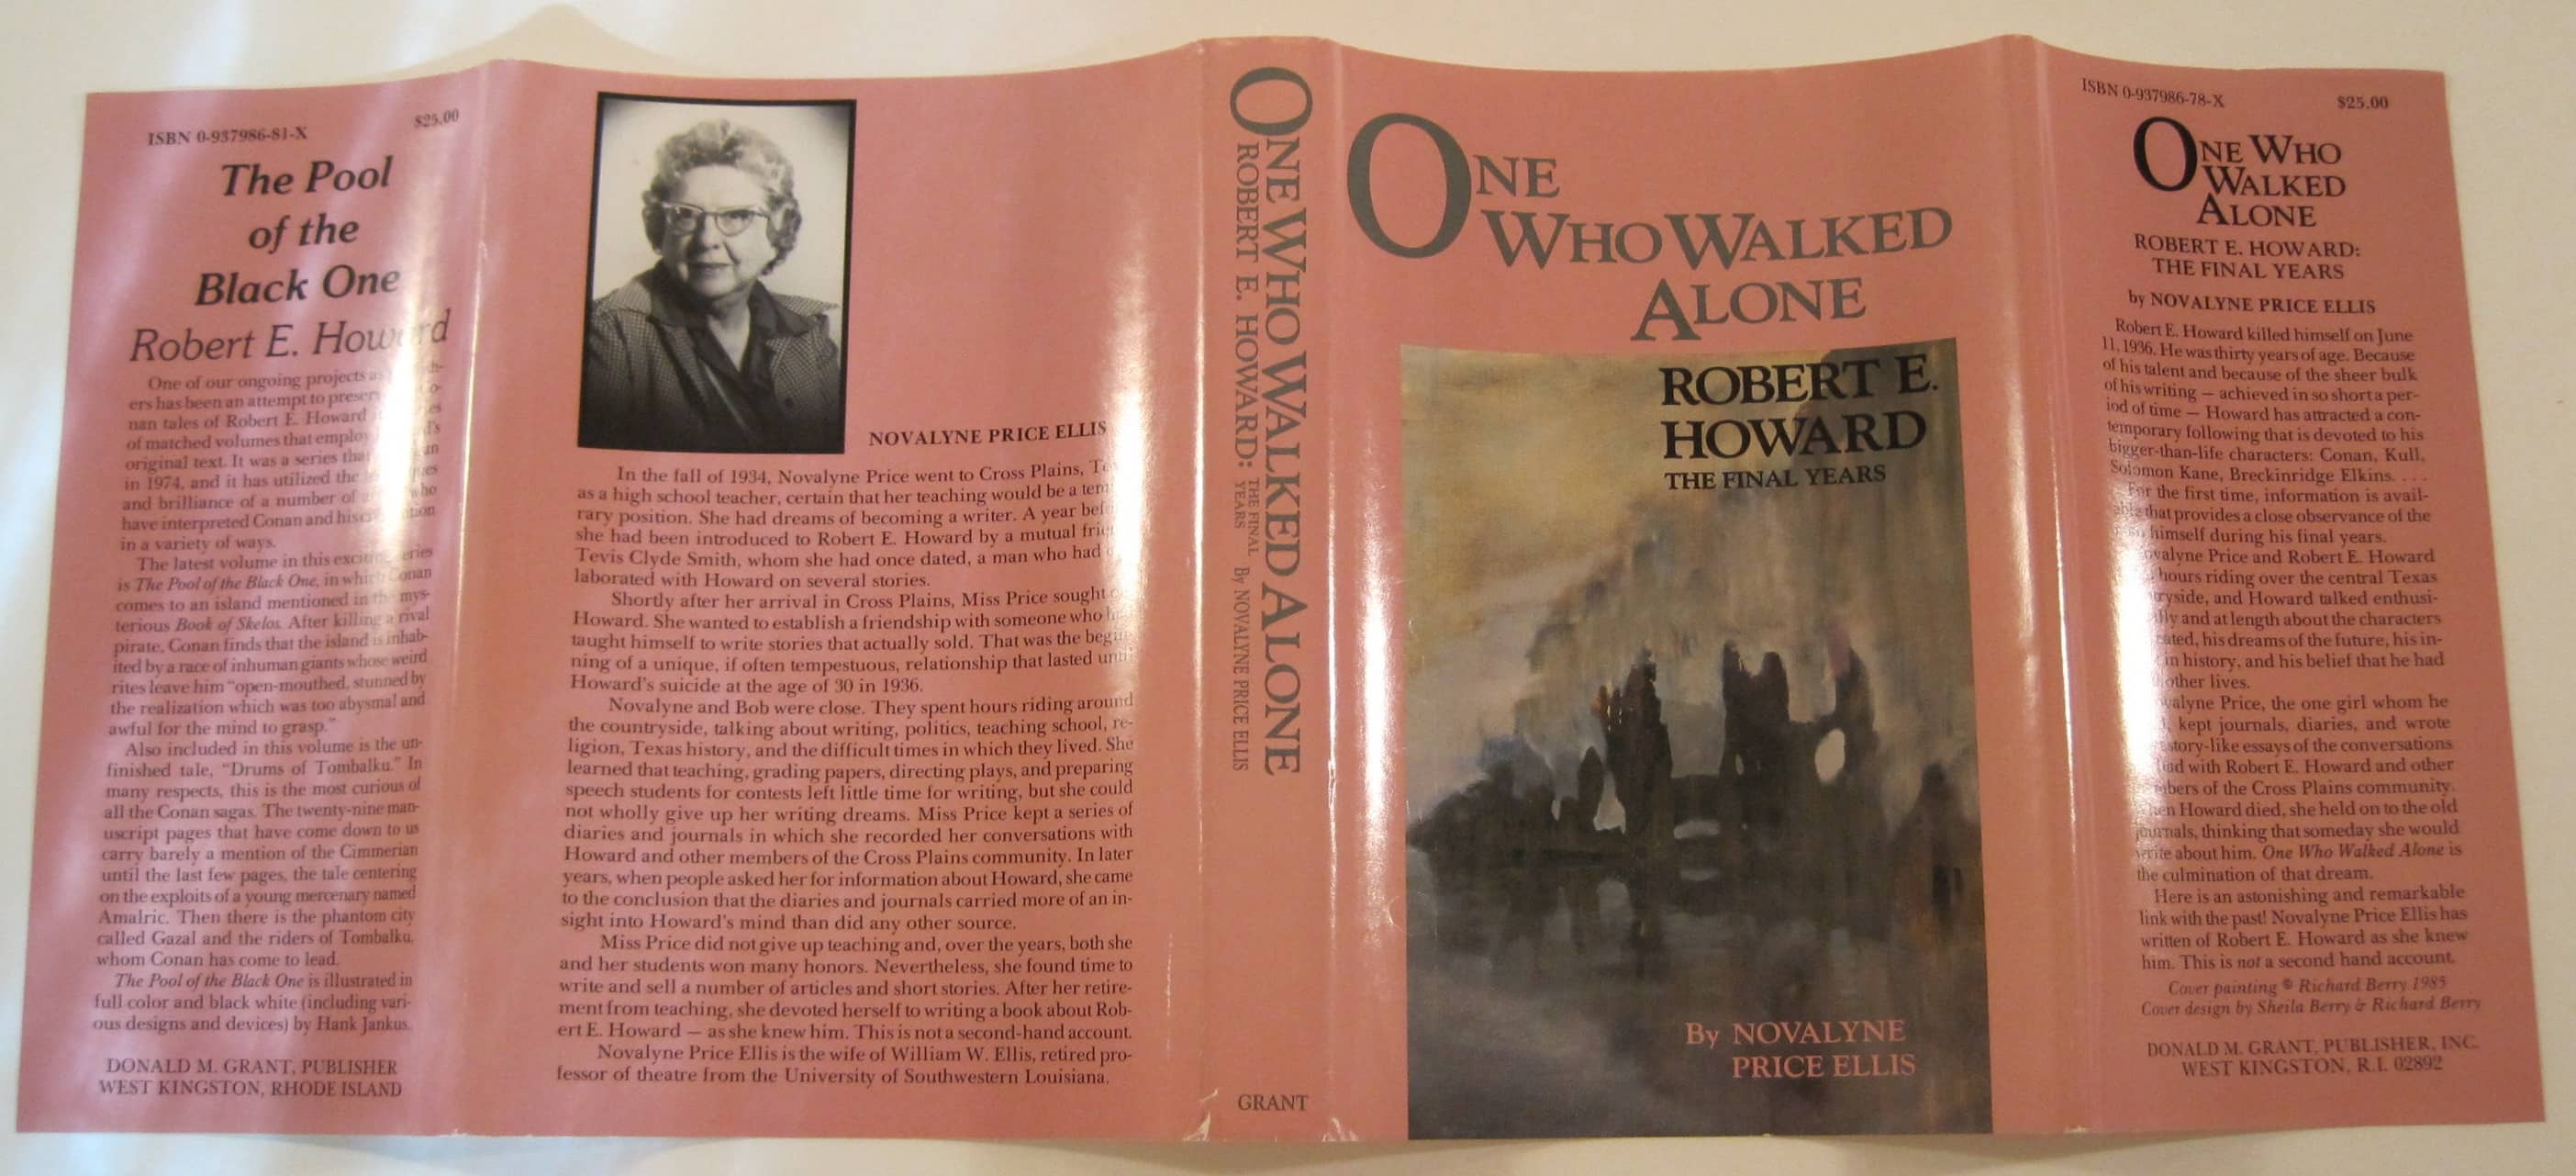 ISBN 0-937986-81-X
$25.00
The Pool
of the
Black One
Robert E. Howard
One of our ongoing projects
ers has been an attempt to
nan tales of Robert E. Howard
of matched volumes that employ
original text. It was a series
in 1974, and it has utilized the
and brilliance of a number of who
have interpreted Conan and his
in a variety of ways.
The latest volume in this series
is The Pool of the Black One, in which Conan
comes to an island mentioned in the mys-
terious Book of Skelos. After killing a rival
pirate, Conan finds that the island is inhab-
ited by a race of inhuman giants whose weird
rites leave him "open-mouthed, stunned by
the realization which was too abysmal and
awful for the mind to grasp."
Also included in this volume is the un-
finished tale, "Drums of Tombalku." In
many respects, this is the most curious of
all the Conan sagas. The twenty-nine man-
uscript pages that have come down to us
carry barely a mention of the Cimmerian
until the last few pages, the tale centering
on the exploits of a young mercenary named
Amalric. Then there is the phantom city
called Gazal and the riders of Tombalku,
whom Conan has come to lead.
The Pool of the Black One is illustrated in
full color and black white (including vari-
ous designs and devices) by Hank Jankus.
DONALD M. GRANT, PUBLISHER
WEST KINGSTON, RHODE ISLAND
NOVALYNE PRICE ELLIS
In the fall of 1934, Novalyne Price went to Cross Plains,
as a high school teacher, certain that her teaching would be a
rary position. She had dreams of becoming a writer. A year
she had been introduced to Robert E. Howard by a mutual
Tevis Clyde Smith, whom she had once dated, a man who had
laborated with Howard on several stories.
Shortly after her arrival in Cross Plains, Miss Price sought
Howard. She wanted to establish a friendship with someone who
taught himself to write stories that actually sold. That was the begin-
ning of a unique, if often tempestuous, relationship that lasted until
Howard's suicide at the age of 30 in 1936.
Novalyne and Bob were close. They spent hours riding around
the countryside, talking about writing, politics, teaching school, re-
ligion, Texas history, and the difficult times in which they lived. She
learned that teaching, grading papers, directing plays, and preparing
speech students for contests left little time for writing, but she could
not wholly give up her writing dreams. Miss Price kept a series of
diaries and journals in which she recorded her conversations with
Howard and other members of the Cross Plains community. In later
years, when people asked her for information about Howard, she came
to the conclusion that the diaries and journals carried more of an in-
sight into Howard's mind than did any other source.
Miss Price did not give up teaching and, over the years, both she
and her students won many honors. Nevertheless, she found time to
write and sell a number of articles and short stories. After her retire-
ment from teaching, she devoted herself to writing a book about Rob-
ert E. Howard — as she knew him. This is not a second-hand account.
Novalyne Price Ellis is the wife of William W. Ellis, retired pro-
fessor of theatre from the University of Southwestern Louisiana.
ONE WHO WALKED ALONE
ROBERT E. HOWARD: THE FINAL YEARS By NOVALYNE PRICE ELLIS
GRANT
ONE
WHO WALKED
ALONE
ROBERT E.
HOWARD
THE FINAL YEARS
By NOVALYNE
PRICE ELLIS
ISBN 0-937986-78-X
$25.00
ONE WHO
WALKED
ALONE
ROBERT E. HOWARD:
THE FINAL YEARS
by NOVALYNE PRICE ELLIS
Robert E. Howard killed himself on June
11, 1936. He was thirty years of age. Because
of his talent and because of the sheer bulk
of his writing — achieved in so short a per-
iod of time — Howard has attracted a con-
temporary following that is devoted to his
bigger-than-life characters: Conan, Kull,
Solomon Kane, Breckinridge Elkins. . . .
For the first time, information is avail-
able that provides a close observance of the
himself during his final years.
Novalyne Price and Robert E. Howard
hours riding over the central Texas
and Howard talked enthusi-
and at length about the characters
his dreams of the future, his in-
in history, and his belief that he had
other lives.
Novalyne Price, the one girl whom he
kept journals, diaries, and wrote
story-like essays of the conversations
had with Robert E. Howard and other
members of the Cross Plains community.
When Howard died, she held on to the old
journals, thinking that someday she would
write about him. One Who Walked Alone is
the culmination of that dream.
Here is an astonishing and remarkable
link with the past! Novalyne Price Ellis has
written of Robert E. Howard as she knew
him. This is not a second hand account.
Cover painting © Richard Berry 1985
Cover design by Sheila Berry & Richard Berry
DONALD M. GRANT, PUBLISHER, INC.
WEST KINGSTON, R.I. 02892